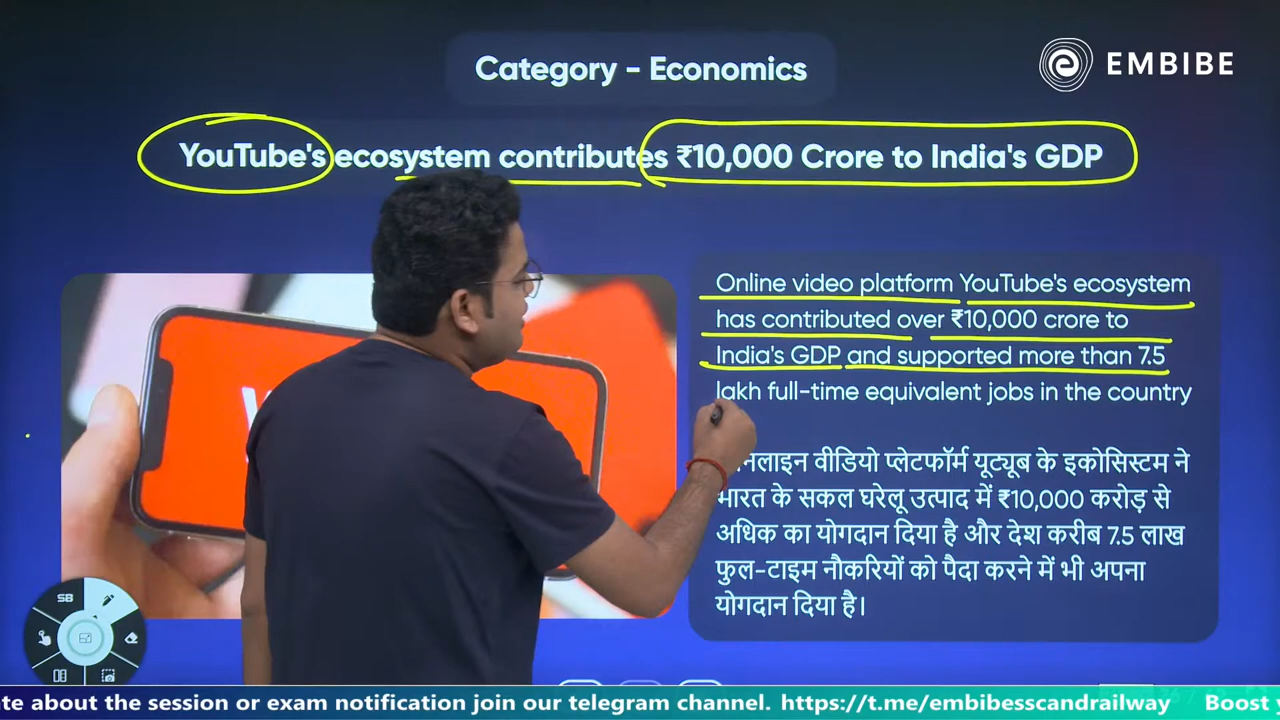 Category - Economics
EMBIBE
YouTube's ecosystem contributes ₹10,000 Crore to India's GDP
Online video platform YouTube's ecosystem
has contributed over ₹10,000 crore to
India's GDP and supported more than 7.5
lakh full-time equivalent jobs in the country
वीडियो प्लेटफॉर्म यूट्यूब के इकोसिस्टम ने
भारत के सकल घरेलू उत्पाद में ₹10,000 करोड़ से
अधिक का योगदान दिया है और देश करीब 7.5 लाख
फुल-टाइम नौकरियों को पैदा करने में भी अपना
योगदान दिया है।
SB
about the session or exam notification join our telegram channel. https://t.me/embibesscandrailway Boost